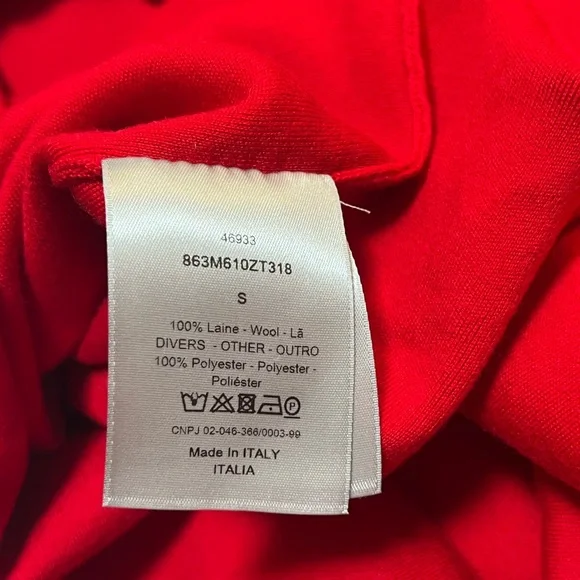 46933
863M610ZT318
S
100% Laine - Wool - Lã
DIVERS - OTHER - OUTRO
100% Polyester - Polyester -
Poliéster
CNPJ 02-046-366/0003-99
Made In ITALY
ITALIA